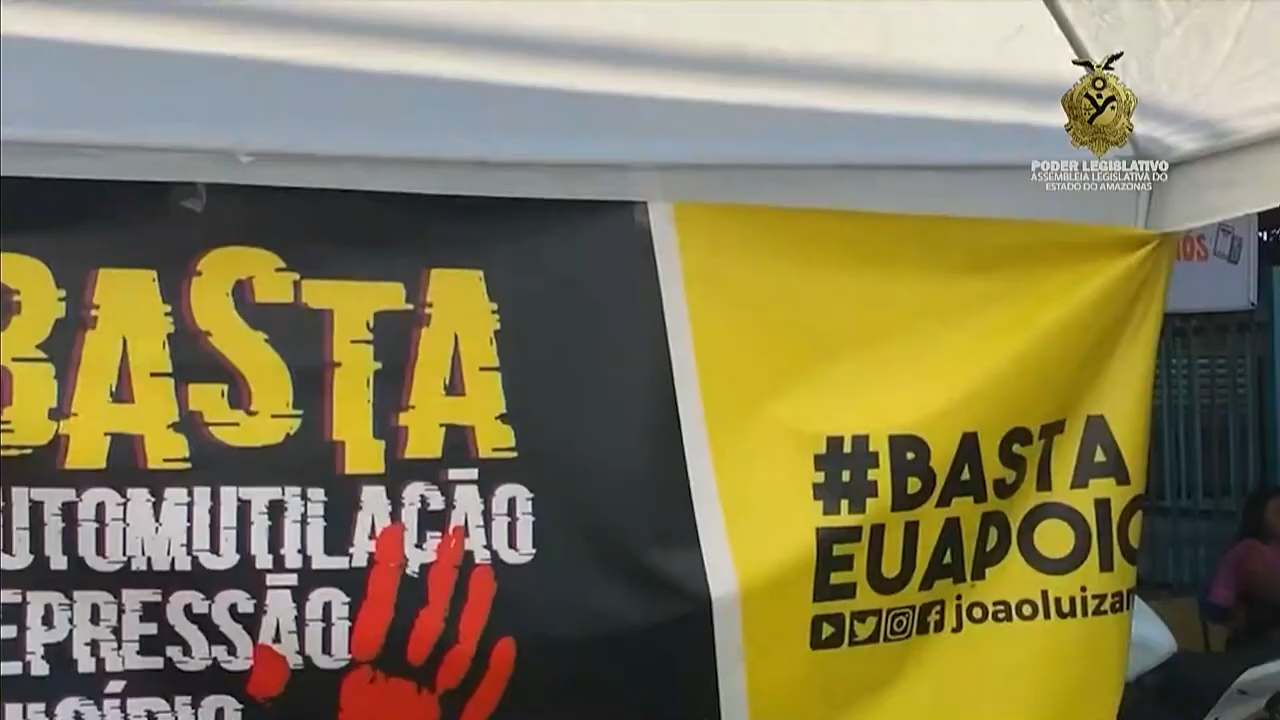 PODER LEGISLATIVO
ASSEMBLEIA LEGISLATIVA DO
ESTADO DO AMAZONAS
BASTA
UTOMUTILAÇÃO
EPRESSÃO
#BASTA
EUAPOIO
joaoluizam